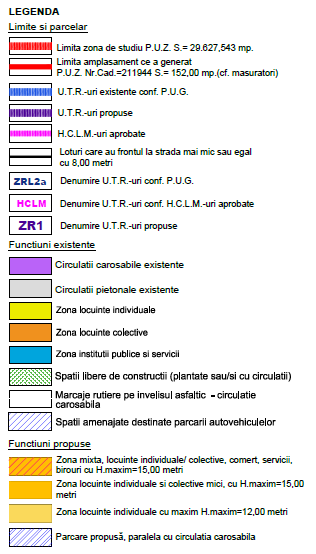 LEGENDA
Limite si parcelar
Limita zona de studiu P.U.Z. S.= 29.627,543 mp.
Limita amplasament ce a generat
P.U.Z. Nr.Cad.=211944 S.= 152,00 mp.(cf. masuratori)
U.T.R.-uri existente conf. P.U.G.
U.T.R.-uri propuse
H.C.L.M.-uri aprobate
Loturi care au frontul la strada mai mic sau egal
cu 8,00 metri
ZRL2a Denumire U.T.R.-uri conf. P.U.G.
HCLM Denumire U.T.R.-uri conf. H.C.L.M.-uri aprobate
ZR1 Denumire U.T.R.-uri propuse
Functiuni existente
Circulatii carosabile existente
Circulatii pietonale existente
Zona locuinte individuale
Zona locuinte colective
Zona institutii publice si servicii
Spatii libere de constructii (plantate sau/si cu circulatii)
Marcaje rutiere pe invelisul asfaltic - circulatie
carosabila
Spatii amenajate destinate parcarii autovehiculelor
Functiuni propuse
Zona mixta, locuinte individuale/ colective, comert, servicii,
birouri cu H.maxim=15,00 metri
Zona locuinte individuale si colective mici, cu H.maxim=15,00
metri
Zona locuinte individuale cu maxim H.maxim=12,00 metri
Parcare propusă, paralela cu circulatia carosabila